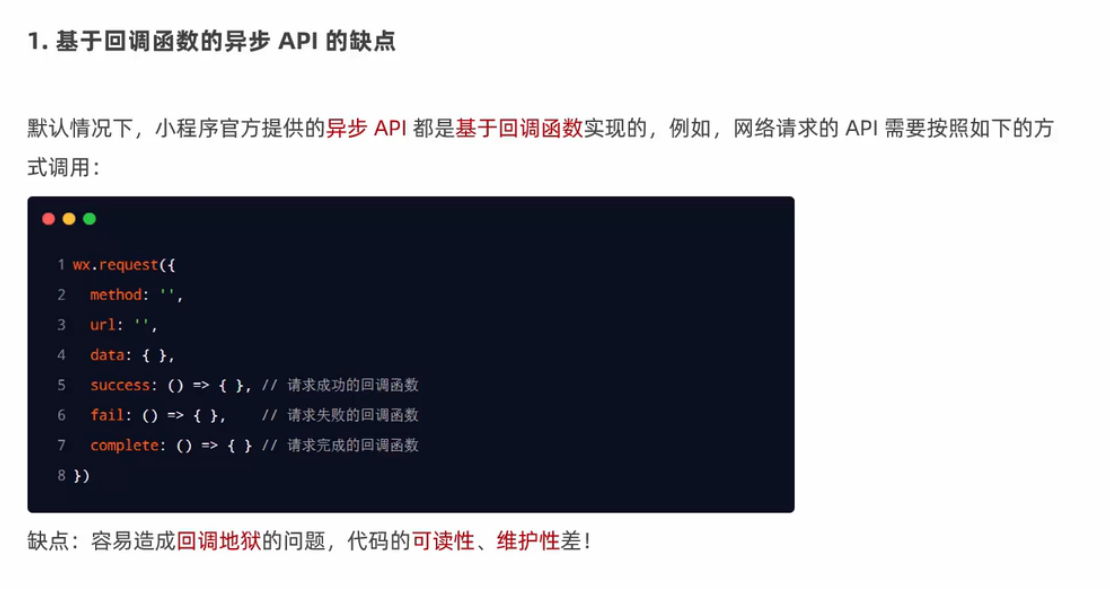 1. 基于回调函数的异步 API 的缺点
默认情况下，小程序官方提供的异步 API 都是基于回调函数实现的，例如，网络请求的 API 需要按照如下的方
式调用：
1 wx.request({
2   method: '',
3   url: '',
4   data: { },
5   success: () => { }, // 请求成功的回调函数
6   fail: () => { },    // 请求失败的回调函数
7   complete: () => { } // 请求完成的回调函数
8 })
缺点：容易造成回调地狱的问题，代码的可读性、维护性差！